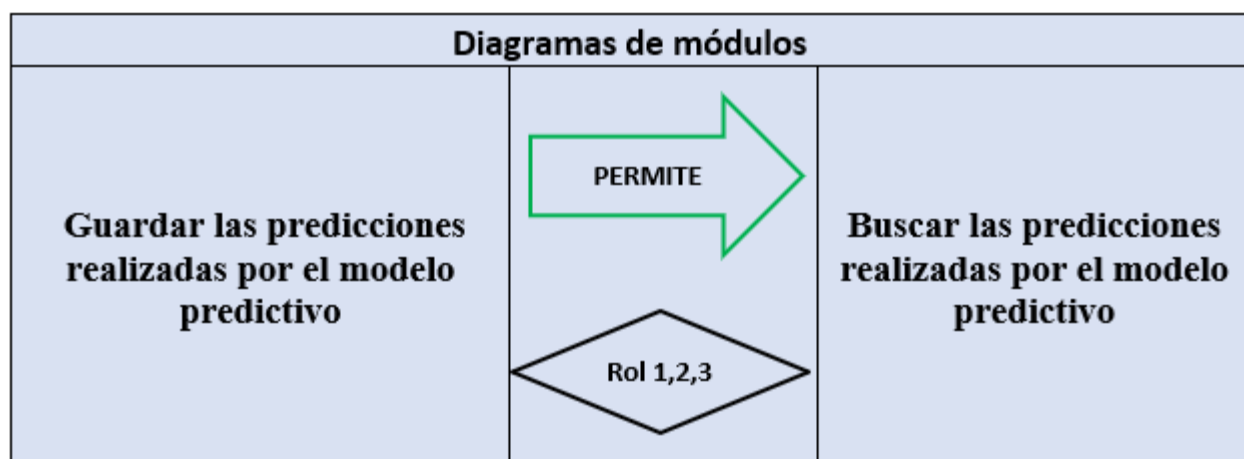 Diagramas de módulos
Guardar las predicciones
realizadas por el modelo
predictivo
PERMITE
Rol 1,2,3
Buscar las predicciones
realizadas por el modelo
predictivo